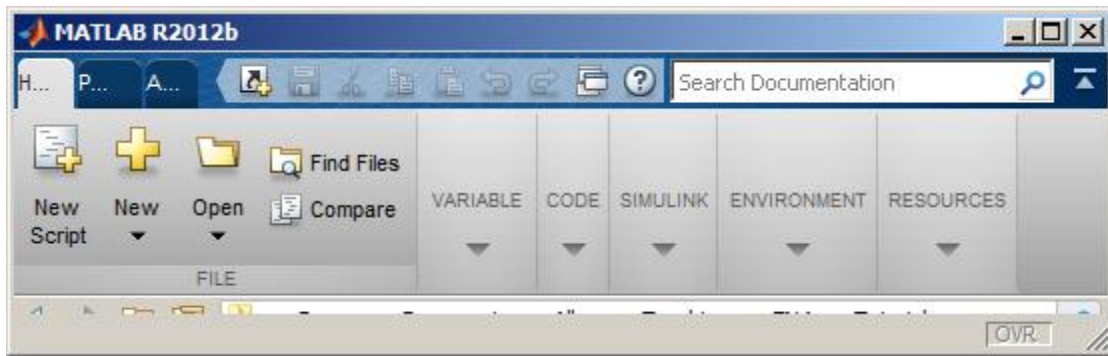 MATLAB R2012b
H... P... A... Search Documentation
Find Files
New Script New Open Compare
VARIABLE CODE SIMULINK ENVIRONMENT RESOURCES
FILE
OVR